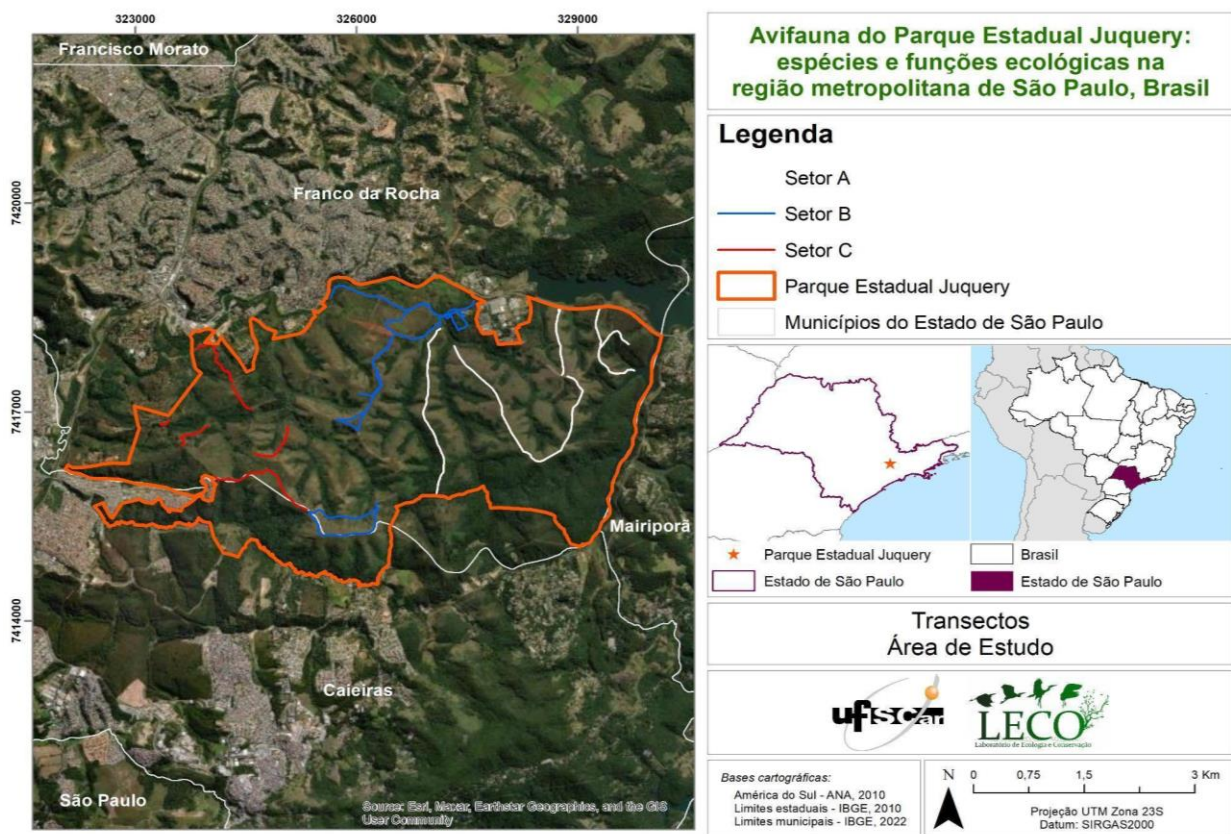 323000
326000
329000
7420000
7417000
7414000
Francisco Morato
Franco da Rocha
Mairiporã
Caieiras
São Paulo
Source: Esri, Maxar, Earthstar Geographics, and the GIS
User Community
Avifauna do Parque Estadual Juquery:
espécies e funções ecológicas na
região metropolitana de São Paulo, Brasil
Legenda
Setor A
Setor B
Setor C
Parque Estadual Juquery
Municípios do Estado de São Paulo
Parque Estadual Juquery
Estado de São Paulo
Brasil
Estado de São Paulo
Transectos
Área de Estudo
ufiscar
LECO
Laboratório de Ecologia e Conservação
Bases cartográficas:
América do Sul - ANA, 2010
Limites estaduais - IBGE, 2010
Limites municipais - IBGE, 2022
N
0 0,75 1,5 3 Km
Projeção UTM Zona 23S
Datum: SIRGAS2000